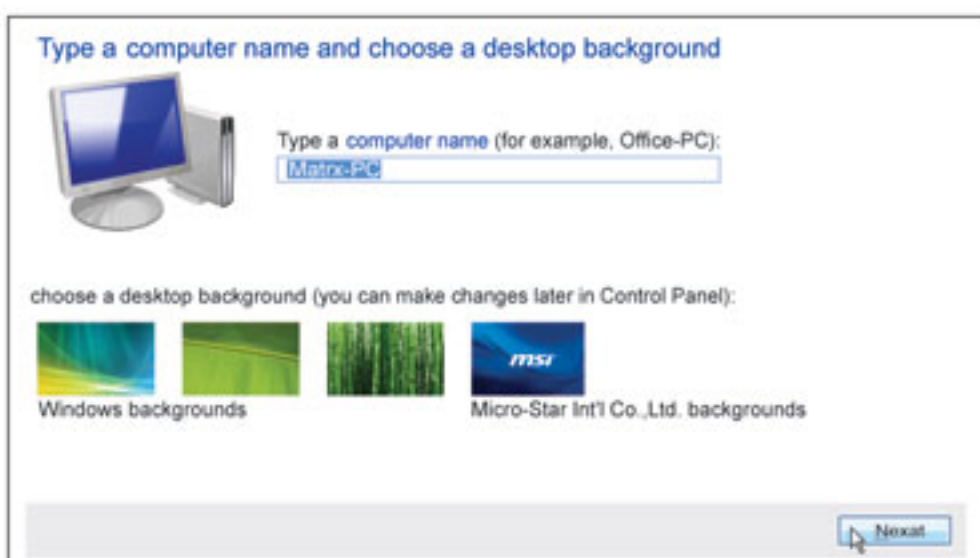 Type a computer name and choose a desktop background
Type a computer name (for example, Office-PC):
Matrx-PC
choose a desktop background (you can make changes later in Control Panel):
msi
Windows backgrounds
Micro-Star Int'l Co.,Ltd. backgrounds
Nexat